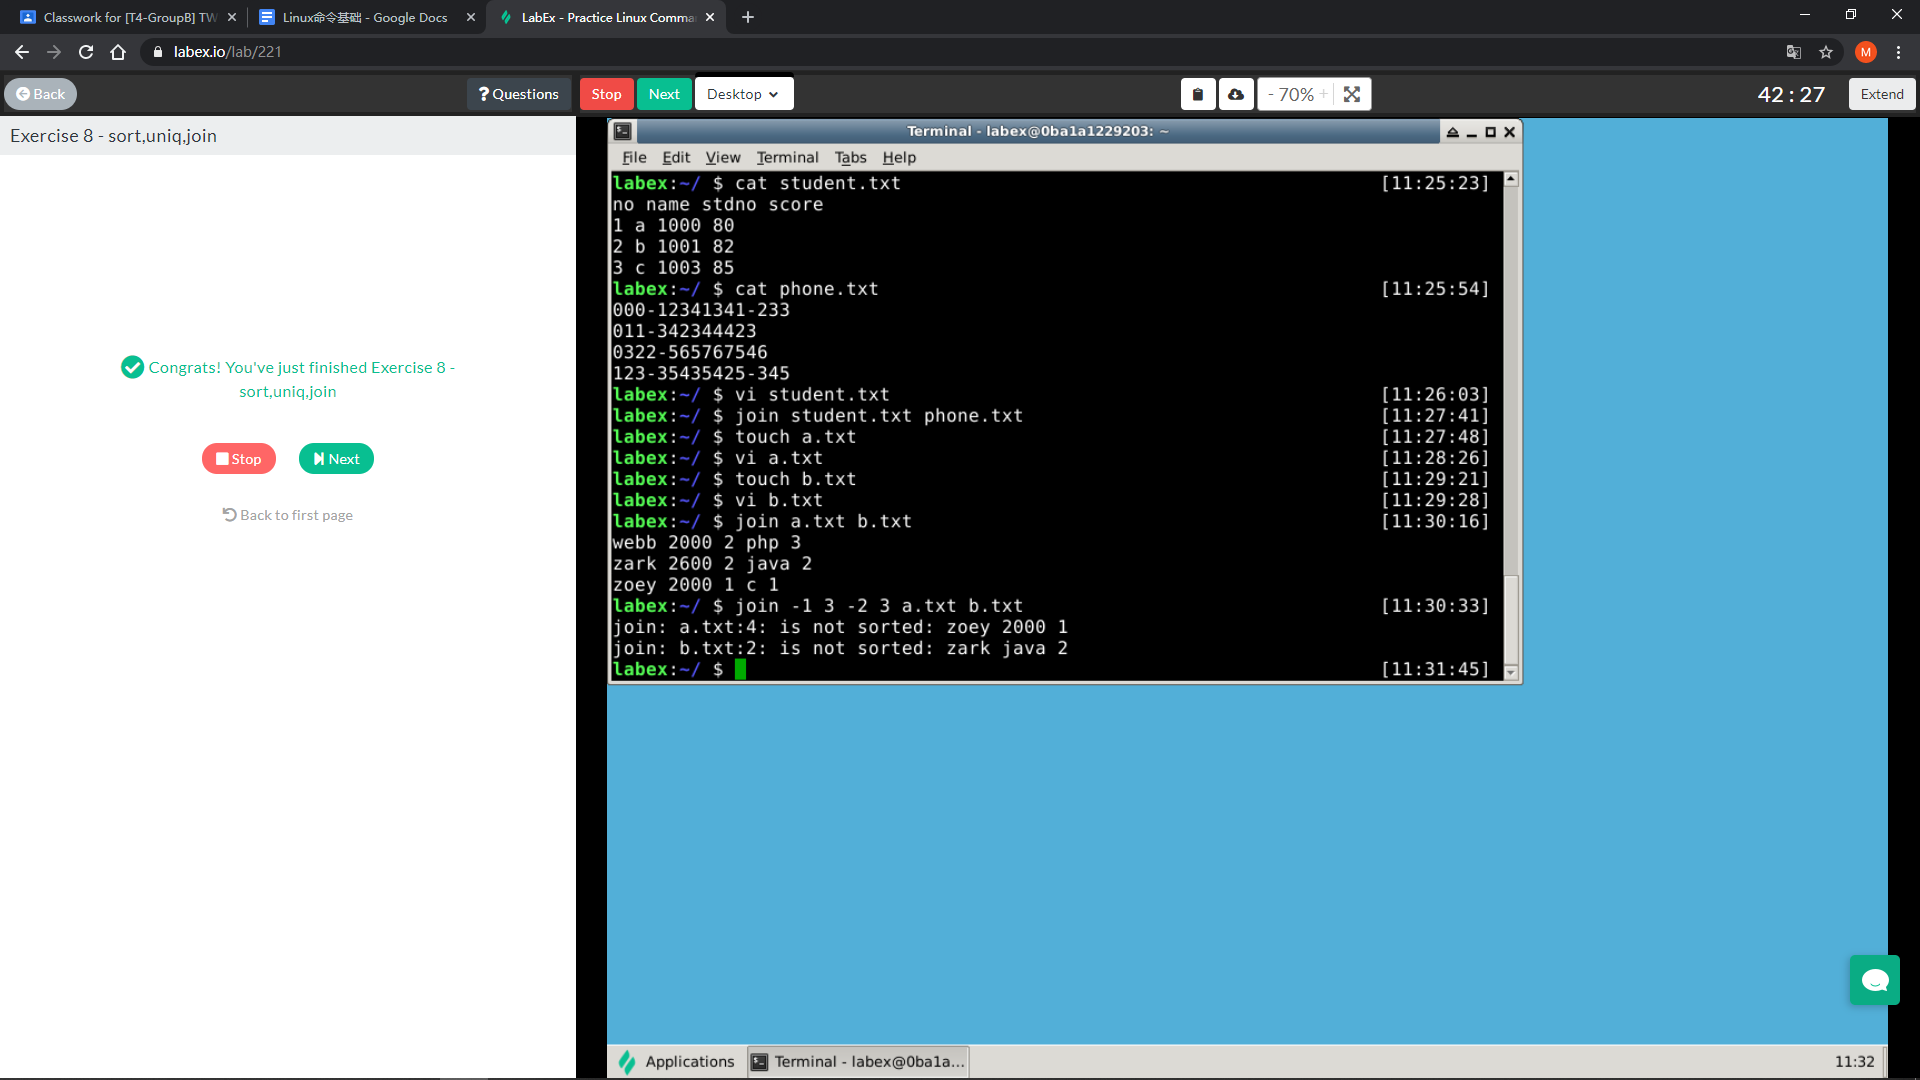 Classwork for [T4-GroupB] TW
Linux命令基础 - Google Docs
LabEx - Practice Linux Comma
labex.io/lab/221
M
Back
? Questions
Stop
Next
Desktop
- 70% +
42 : 27
Extend
Exercise 8 - sort,uniq,join
Congrats! You've just finished Exercise 8 -
sort,uniq,join
Stop
Next
Back to first page
Terminal - labex@0ba1a1229203: ~
File Edit View Terminal Tabs Help
labex:~/ $ cat student.txt [11:25:23]
no name stdno score
1 a 1000 80
2 b 1001 82
3 c 1003 85
labex:~/ $ cat phone.txt [11:25:54]
000-12341341-233
011-342344423
0322-565767546
123-35435425-345
labex:~/ $ vi student.txt [11:26:03]
labex:~/ $ join student.txt phone.txt [11:27:41]
labex:~/ $ touch a.txt [11:27:48]
labex:~/ $ vi a.txt [11:28:26]
labex:~/ $ touch b.txt [11:29:21]
labex:~/ $ vi b.txt [11:29:28]
labex:~/ $ join a.txt b.txt [11:30:16]
webb 2000 2 php 3
zark 2600 2 java 2
zoey 2000 1 c 1
labex:~/ $ join -1 3 -2 3 a.txt b.txt [11:30:33]
join: a.txt:4: is not sorted: zoey 2000 1
join: b.txt:2: is not sorted: zark java 2
labex:~/ $ [11:31:45]
Applications
Terminal - labex@0ba1a...
11:32